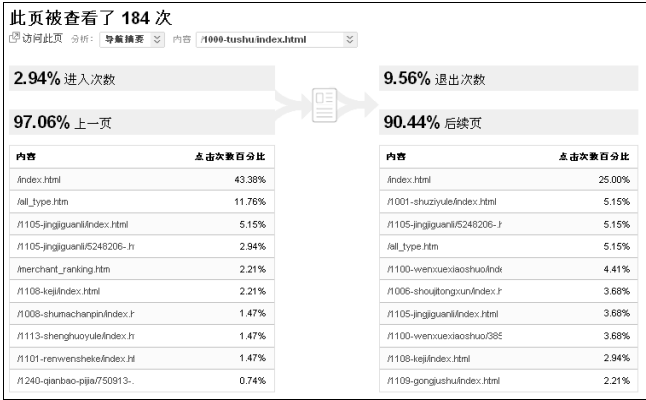 此页被查看了 184 次
访问此页 分析: 导航摘要 内容 /1000-tushu/index.html
2.94% 进入次数
97.06% 上一页
内容 点击次数百分比
/index.html 43.38%
/all_type.htm 11.76%
/1105-jingjiguanli/index.html 5.15%
/1105-jingjiguanli/5248206-.h 2.94%
/merchant_ranking.htm 2.21%
/1108-keji/index.html 2.21%
/1008-shumachanpin/index.h 1.47%
/1113-shenghuoyule/index.h 1.47%
/1101-renwensheke/index.ht 1.47%
/1240-qianbao-pijia/750913-. 0.74%
9.56% 退出次数
90.44% 后续页
内容 点击次数百分比
/index.html 25.00%
/1001-shuziyule/index.html 5.15%
/1105-jingjiguanli/5248206-.h 5.15%
/all_type.htm 5.15%
/1100-wenxuexiaoshuo/inde 4.41%
/1006-shoujitongxun/index.h 3.68%
/1105-jingjiguanli/index.html 3.68%
/1100-wenxuexiaoshuo/385 3.68%
/1108-keji/index.html 2.94%
/1109-gongjushu/index.html 2.21%